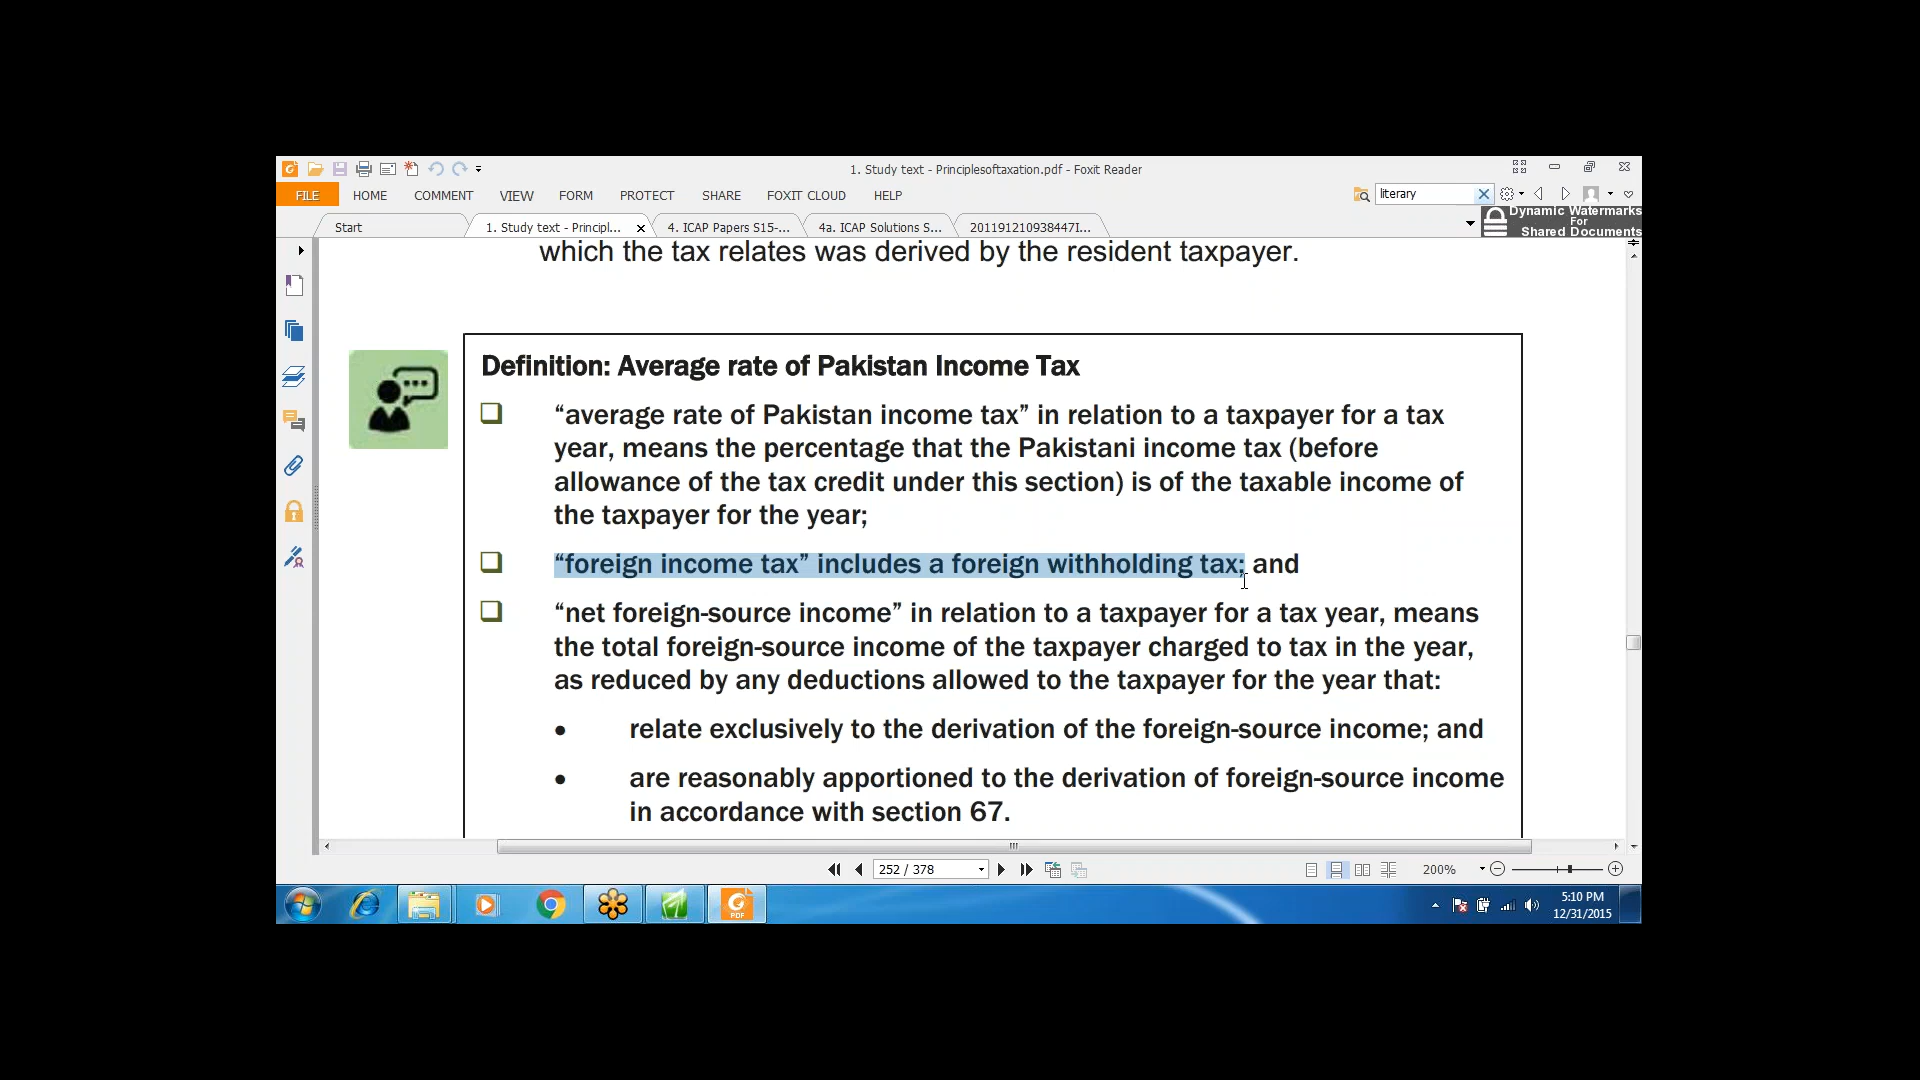 1. Study text - Principlesoftaxation.pdf - Foxit Reader
FILE HOME COMMENT VIEW FORM PROTECT SHARE FOXIT CLOUD HELP literary
Start 1. Study text - Principl... 4. ICAP Papers S15-... 4a. ICAP Solutions S... 201191210938447I...
Dynamic Watermarks
For
Shared Documents
which the tax relates was derived by the resident taxpayer.
Definition: Average rate of Pakistan Income Tax
“average rate of Pakistan income tax” in relation to a taxpayer for a tax
year, means the percentage that the Pakistani income tax (before
allowance of the tax credit under this section) is of the taxable income of
the taxpayer for the year;
“foreign income tax” includes a foreign withholding tax; and
“net foreign-source income” in relation to a taxpayer for a tax year, means
the total foreign-source income of the taxpayer charged to tax in the year,
as reduced by any deductions allowed to the taxpayer for the year that:
• relate exclusively to the derivation of the foreign-source income; and
• are reasonably apportioned to the derivation of foreign-source income
in accordance with section 67.
252 / 378 200%
PDF
5:10 PM
12/31/2015